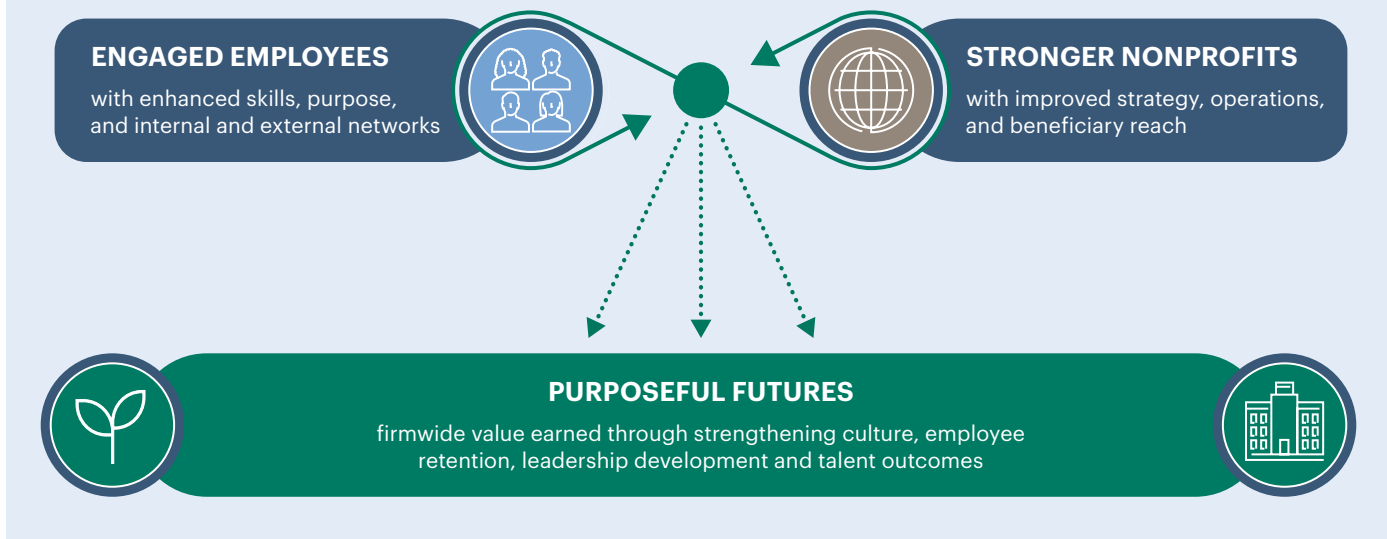 ENGAGED EMPLOYEES
with enhanced skills, purpose,
and internal and external networks
STRONGER NONPROFITS
with improved strategy, operations,
and beneficiary reach
PURPOSEFUL FUTURES
firmwide value earned through strengthening culture, employee
retention, leadership development and talent outcomes